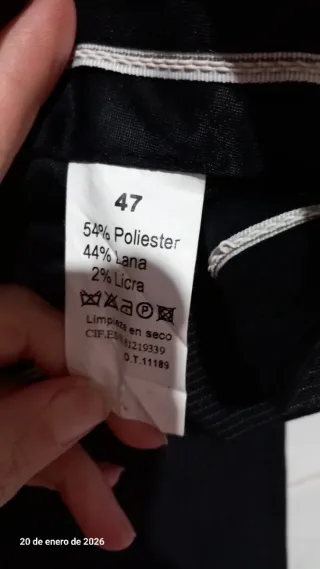 47
54% Poliester
44% Lana
2% Licra
P
Limpieza en seco
O.T.11189
20 de enero de 2026